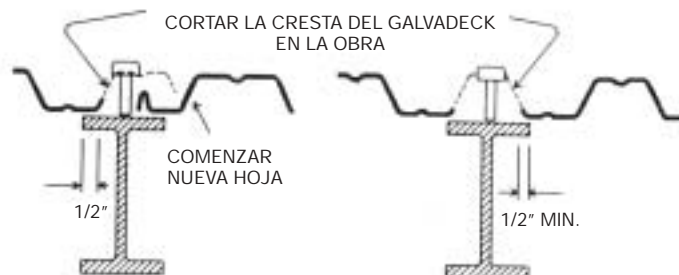 CORTAR LA CRESTA DEL GALVADECK
EN LA OBRA
COMENZAR
NUEVA HOJA
1/2"
1/2" MIN.